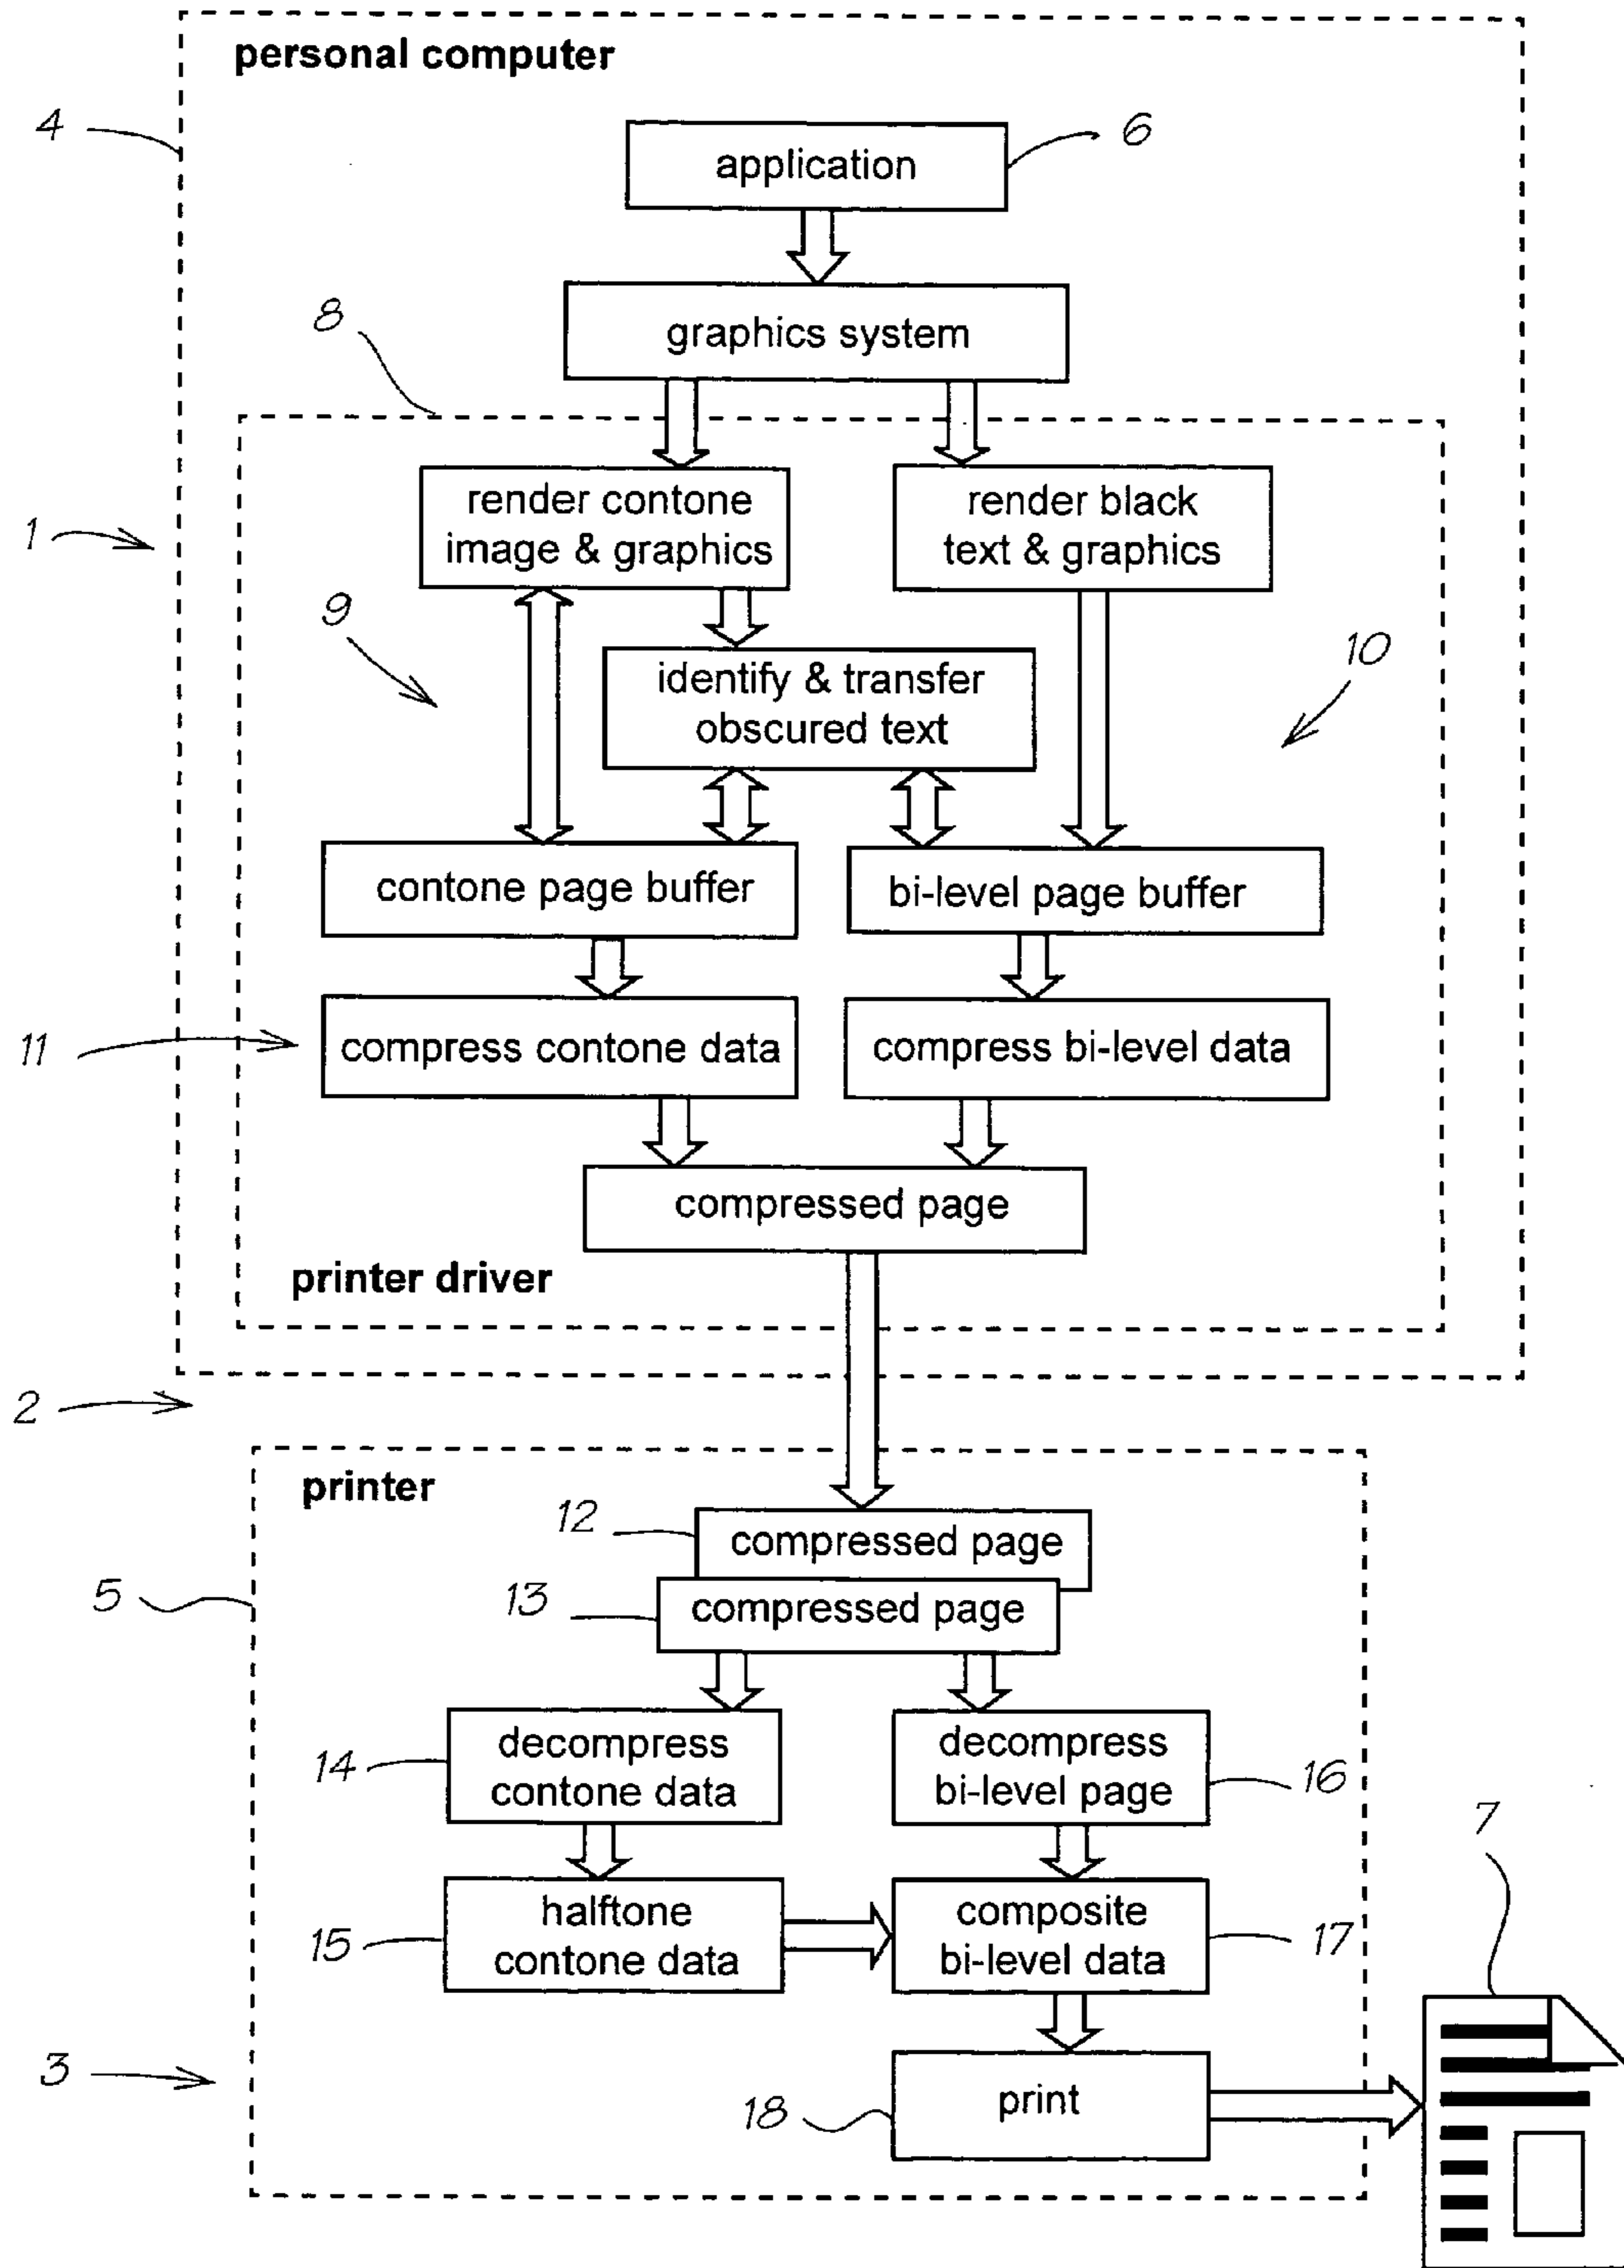 personal computer
4
6
application
8
graphics system
1
render contone
image & graphics
render black
text & graphics
9
10
identify & transfer
obscured text
contone page buffer
bi-level page buffer
11
compress contone data
compress bi-level data
compressed page
printer driver
2
printer
12
compressed page
5
13
compressed page
14
decompress
contone data
decompress
bi-level page
16
7
15
halftone
contone data
composite
bi-level data
17
3
18
print